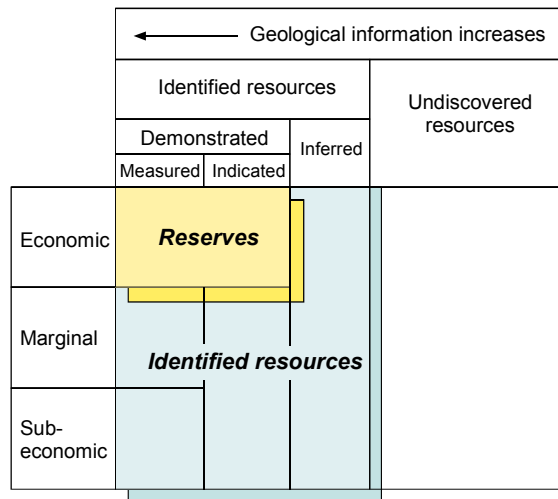 Geological information increases
Identified resources
Undiscovered
resources
Demonstrated
Inferred
Measured
Indicated
Economic
Reserves
Marginal
Identified resources
Sub-
economic